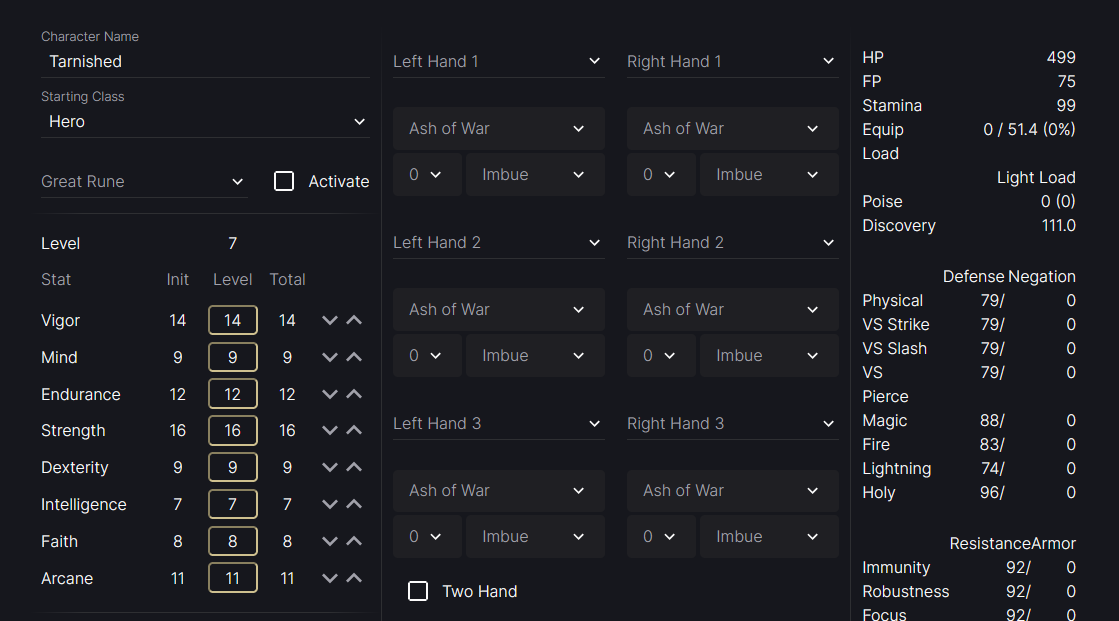 Character Name
Tarnished
Starting Class
Hero
Great Rune Activate
Level 7
Stat Init Level Total
Vigor 14 14 14
Mind 9 9 9
Endurance 12 12 12
Strength 16 16 16
Dexterity 9 9 9
Intelligence 7 7 7
Faith 8 8 8
Arcane 11 11 11
Left Hand 1 Right Hand 1
Ash of War Ash of War
0 Imbue 0 Imbue
Left Hand 2 Right Hand 2
Ash of War Ash of War
0 Imbue 0 Imbue
Left Hand 3 Right Hand 3
Ash of War Ash of War
0 Imbue 0 Imbue
Two Hand
HP 499
FP 75
Stamina 99
Equip 0 / 51.4 (0%)
Load
Light Load
Poise 0 (0)
Discovery 111.0
Defense Negation
Physical 79/ 0
VS Strike 79/ 0
VS Slash 79/ 0
VS 79/ 0
Pierce
Magic 88/ 0
Fire 83/ 0
Lightning 74/ 0
Holy 96/ 0
ResistanceArmor
Immunity 92/ 0
Robustness 92/ 0
Focus 92/ 0